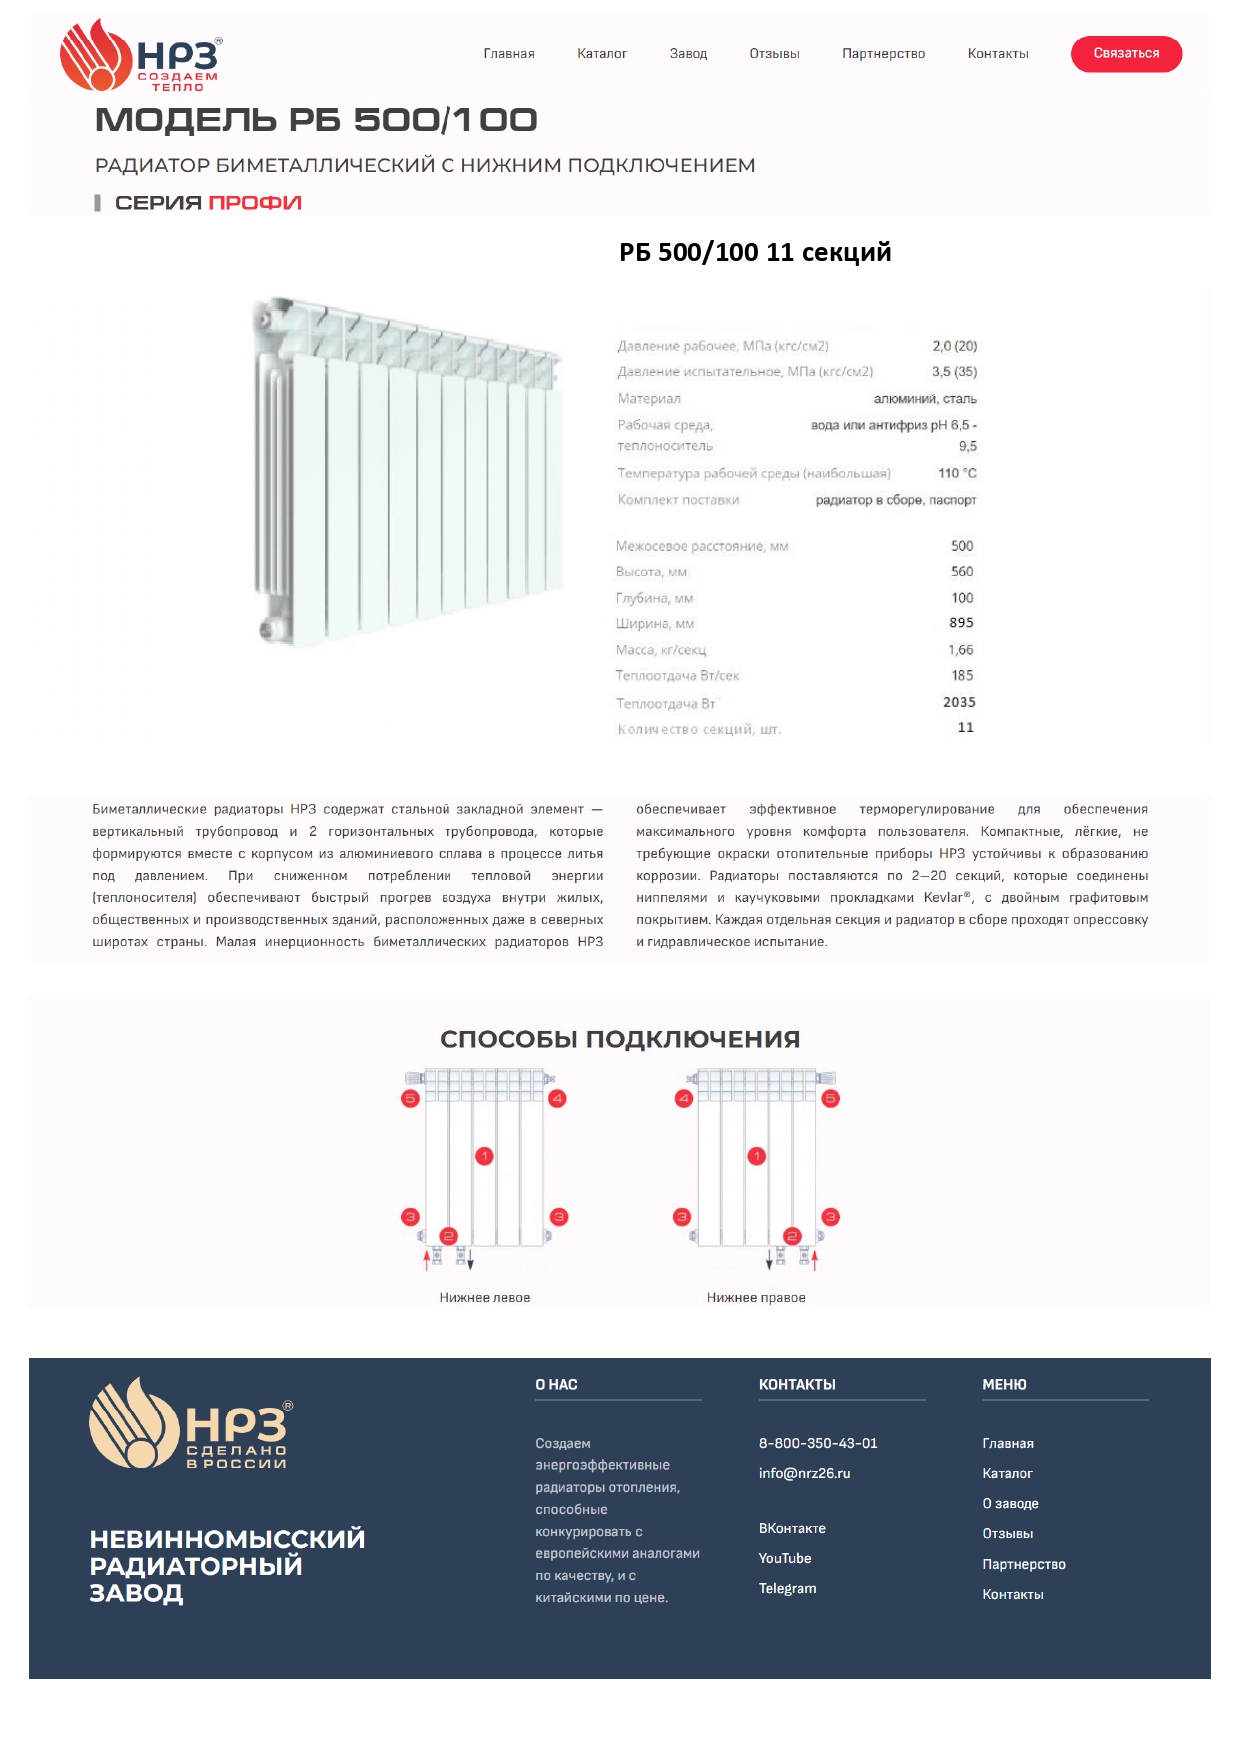 НРЗ®
СОЗДАЕМ
ТЕПЛО
Главная Каталог Завод Отзывы Партнерство Контакты Связаться
МОДЕЛЬ РБ 500/100
РАДИАТОР БИМЕТАЛЛИЧЕСКИЙ С НИЖНИМ ПОДКЛЮЧЕНИЕМ
СЕРИЯ ПРОФИ
РБ 500/100 11 секций
Давление рабочее, МПа (кгс/см2) 2,0 (20)
Давление испытательное, МПа (кгс/см2) 3,5 (35)
Материал алюминий, сталь
Рабочая среда, вода или антифриз pH 6,5 -
теплоноситель 9,5
Температура рабочей среды (наибольшая) 110 °C
Комплект поставки радиатор в сборе, паспорт
Межосевое расстояние, мм 500
Высота, мм 560
Глубина, мм 100
Ширина, мм 895
Масса, кг/секц 1,66
Теплоотдача Вт/сек 185
Теплоотдача Вт 2035
Количество секций, шт. 11
Биметаллические радиаторы НРЗ содержат стальной закладной элемент —
вертикальный трубопровод и 2 горизонтальных трубопровода, которые
формируются вместе с корпусом из алюминиевого сплава в процессе литья
под давлением. При сниженном потреблении тепловой энергии
(теплоносителя) обеспечивают быстрый прогрев воздуха внутри жилых,
общественных и производственных зданий, расположенных даже в северных
широтах страны. Малая инерционность биметаллических радиаторов НРЗ
обеспечивает эффективное терморегулирование для обеспечения
максимального уровня комфорта пользователя. Компактные, лёгкие, не
требующие окраски отопительные приборы НРЗ устойчивы к образованию
коррозии. Радиаторы поставляются по 2–20 секций, которые соединены
ниппелями и каучуковыми прокладками Kevlar®, с двойным графитовым
покрытием. Каждая отдельная секция и радиатор в сборе проходят опрессовку
и гидравлическое испытание.
СПОСОБЫ ПОДКЛЮЧЕНИЯ
5 4 4 5
1 1
3 3 3 3
2 2
Нижнее левое Нижнее правое
НРЗ®
СДЕЛАНО
В РОССИИ
НЕВИННОМЫССКИЙ
РАДИАТОРНЫЙ
ЗАВОД
О НАС
Создаем
энергоэффективные
радиаторы отопления,
способные
конкурировать с
европейскими аналогами
по качеству, и с
китайскими по цене.
КОНТАКТЫ
8-800-350-43-01
info@nrz26.ru
ВКонтакте
YouTube
Telegram
МЕНЮ
Главная
Каталог
О заводе
Отзывы
Партнерство
Контакты